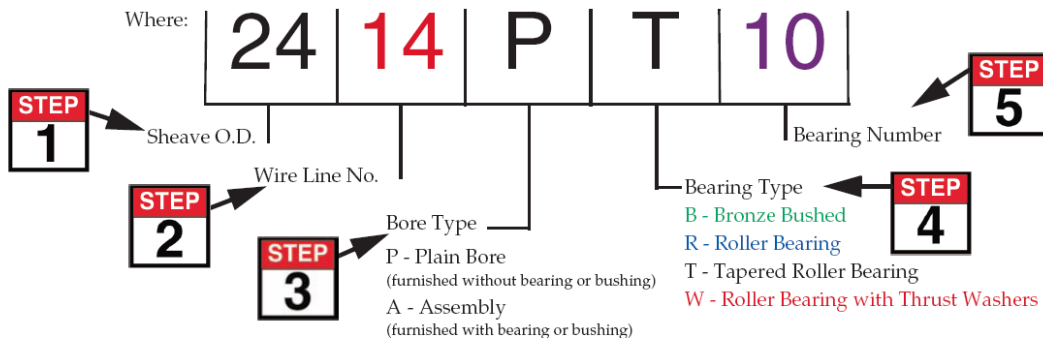 Where:
24 14 P T 10
STEP
1
Sheave O.D.
STEP
2
Wire Line No.
STEP
3
Bore Type
P - Plain Bore
(furnished without bearing or bushing)
A - Assembly
(furnished with bearing or bushing)
STEP
4
Bearing Type
B - Bronze Bushed
R - Roller Bearing
T - Tapered Roller Bearing
W - Roller Bearing with Thrust Washers
STEP
5
Bearing Number